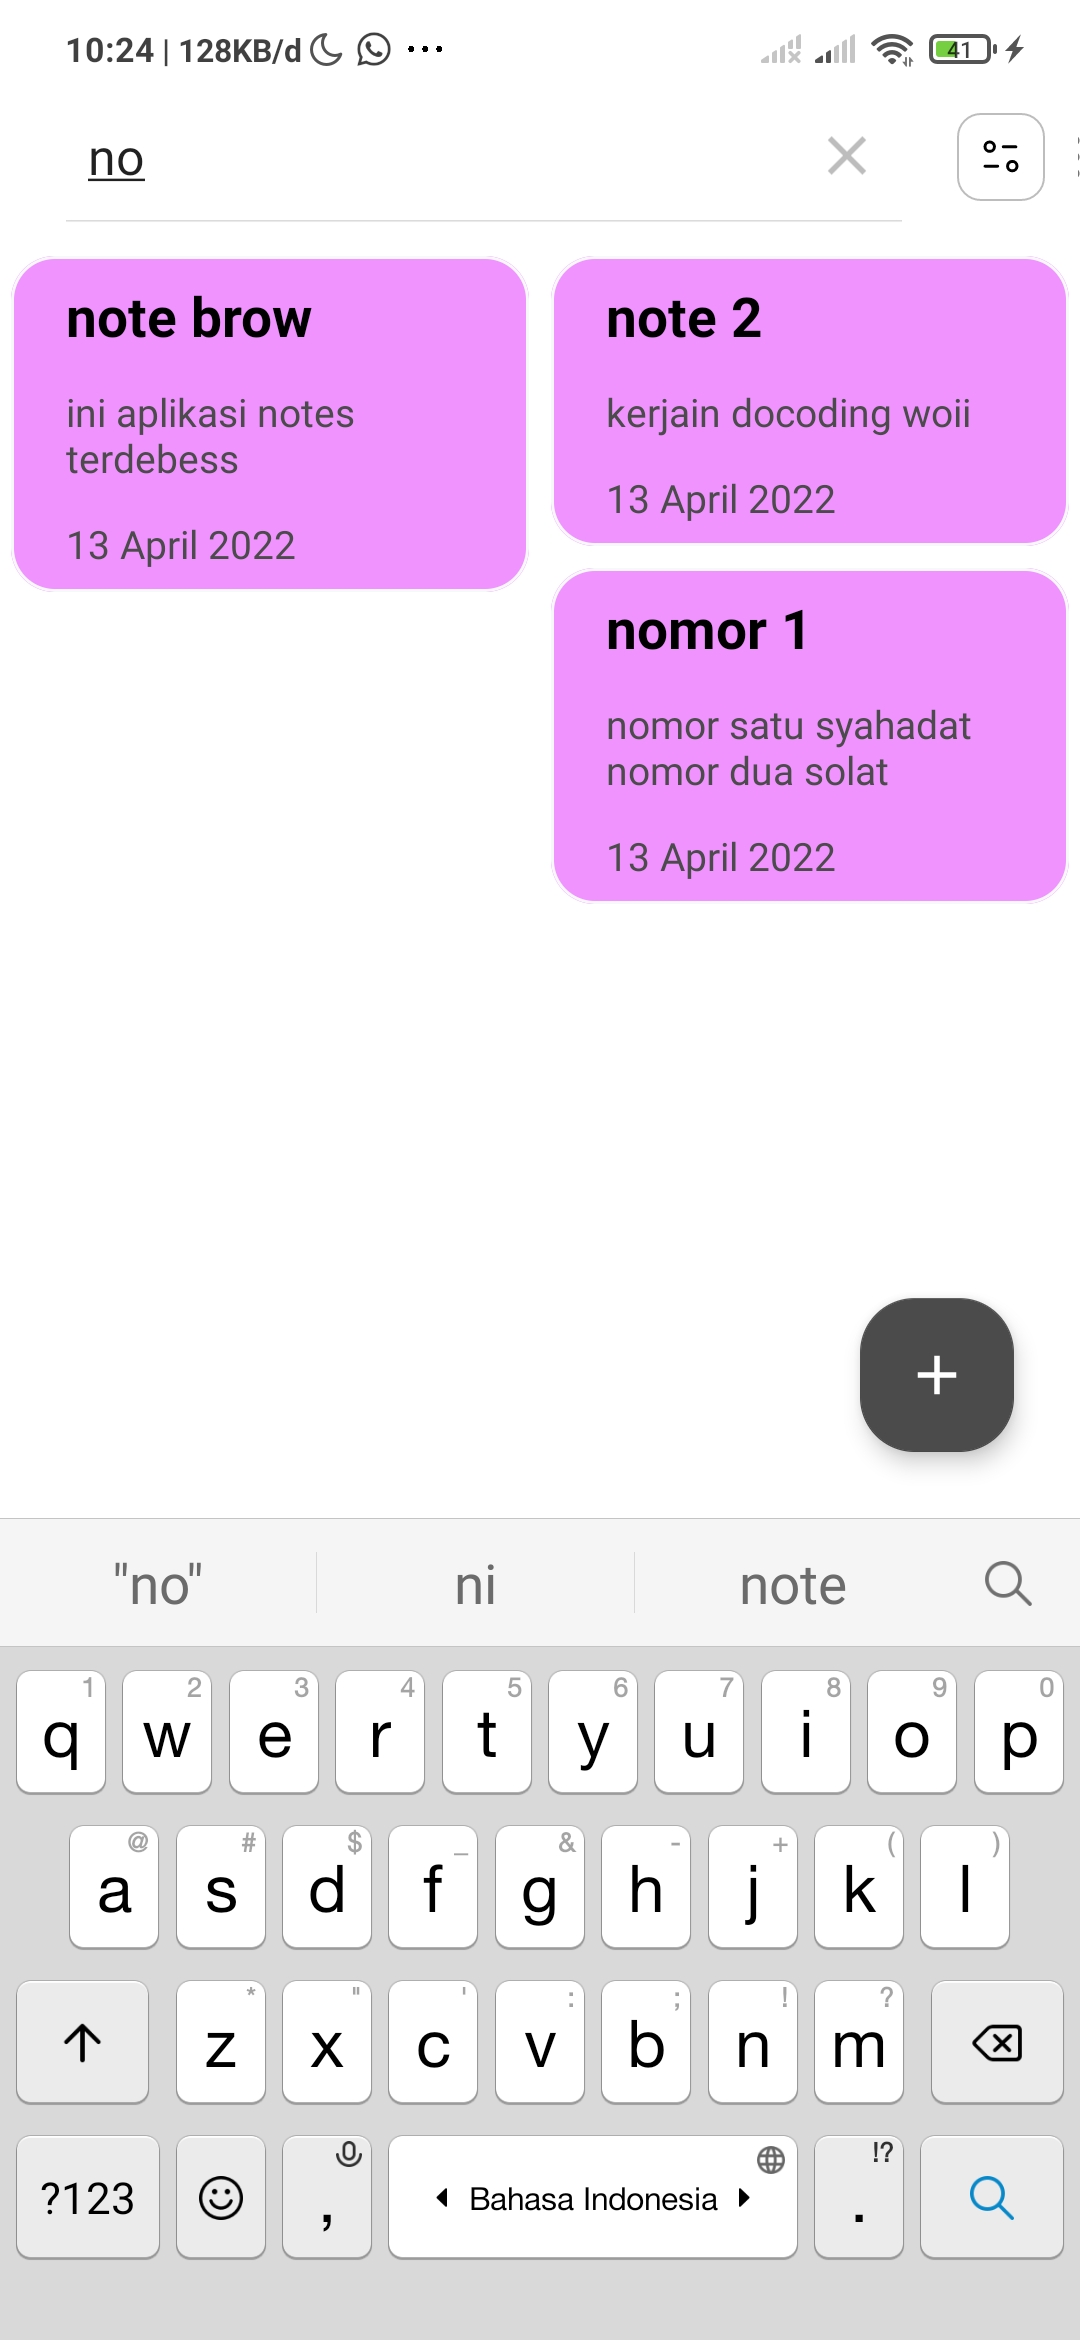 10:24 | 128KB/d
41
no
note brow
ini aplikasi notes
terdebess
13 April 2022
note 2
kerjain docoding woii
13 April 2022
nomor 1
nomor satu syahadat
nomor dua solat
13 April 2022
+
"no" ni note
1 2 3 4 5 6 7 8 9 0
q w e r t y u i o p
@ # $ _ & - + ( )
a s d f g h j k l
* " ' : ; ! ?
z x c v b n m
!?
?123 , Bahasa Indonesia .